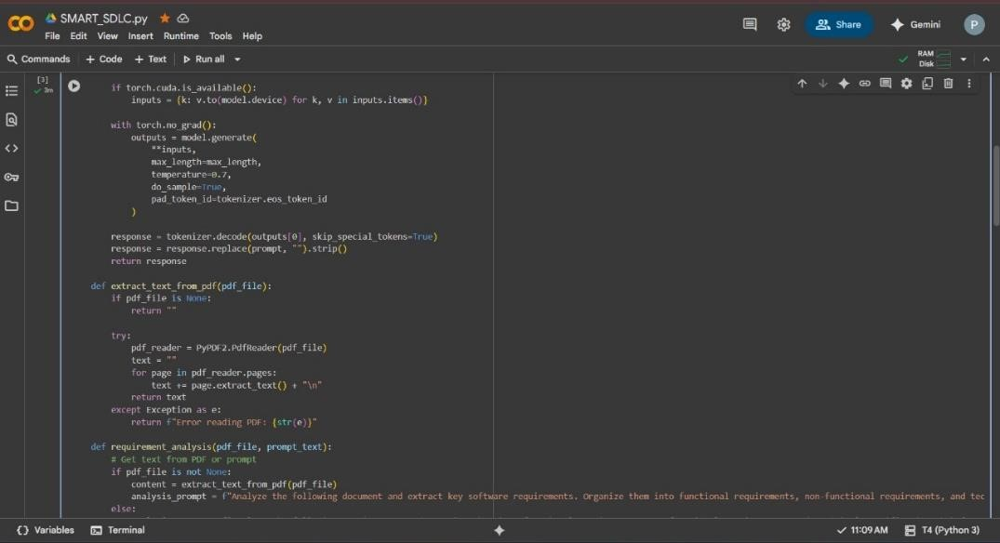 SMART_SDLC.py
File Edit View Insert Runtime Tools Help
Share
Gemini
P
Commands + Code + Text Run all
RAM
Disk
[3]
3m
if torch.cuda.is_available():
inputs = {k: v.to(model.device) for k, v in inputs.items()}
with torch.no_grad():
outputs = model.generate(
**inputs,
max_length=max_length,
temperature=0.7,
do_sample=True,
pad_token_id=tokenizer.eos_token_id
)
response = tokenizer.decode(outputs[0], skip_special_tokens=True)
response = response.replace(prompt, "").strip()
return response
def extract_text_from_pdf(pdf_file):
if pdf_file is None:
return ""
try:
pdf_reader = PyPDF2.PdfReader(pdf_file)
text = ""
for page in pdf_reader.pages:
text += page.extract_text() + "\n"
return text
except Exception as e:
return f"Error reading PDF: {str(e)}"
def requirement_analysis(pdf_file, prompt_text):
# Get text from PDF or prompt
if pdf_file is not None:
content = extract_text_from_pdf(pdf_file)
analysis_prompt = f"Analyze the following document and extract key software requirements. Organize them into functional requirements, non-functional requirements, and tec
else:
Variables Terminal
11:09 AM T4 (Python 3)